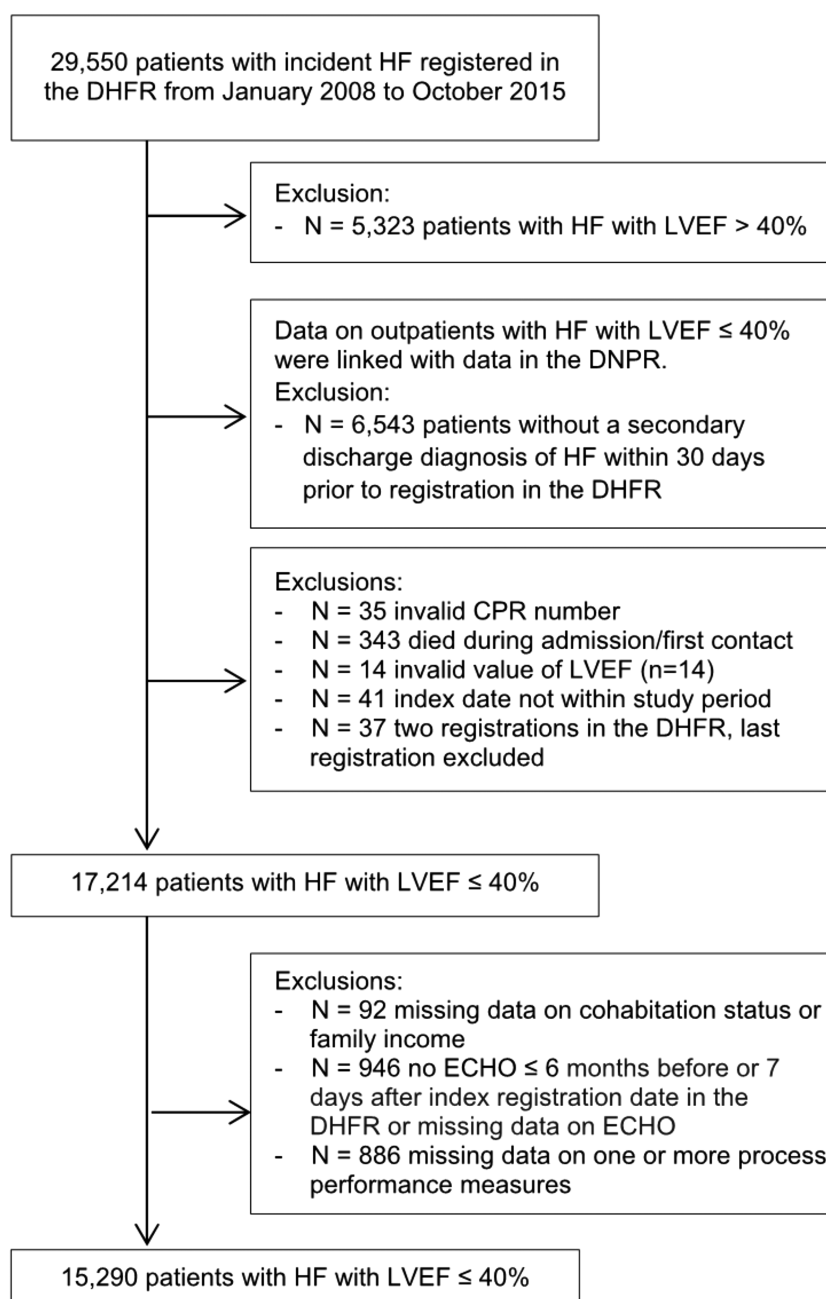 29,550 patients with incident HF registered in
the DHFR from January 2008 to October 2015
Exclusion:
- N = 5,323 patients with HF with LVEF > 40%
Data on outpatients with HF with LVEF ≤ 40%
were linked with data in the DNPR.
Exclusion:
- N = 6,543 patients without a secondary
discharge diagnosis of HF within 30 days
prior to registration in the DHFR
Exclusions:
- N = 35 invalid CPR number
- N = 343 died during admission/first contact
- N = 14 invalid value of LVEF (n=14)
- N = 41 index date not within study period
- N = 37 two registrations in the DHFR, last
registration excluded
17,214 patients with HF with LVEF ≤ 40%
Exclusions:
- N = 92 missing data on cohabitation status or
family income
- N = 946 no ECHO ≤ 6 months before or 7
days after index registration date in the
DHFR or missing data on ECHO
- N = 886 missing data on one or more process
performance measures
15,290 patients with HF with LVEF ≤ 40%